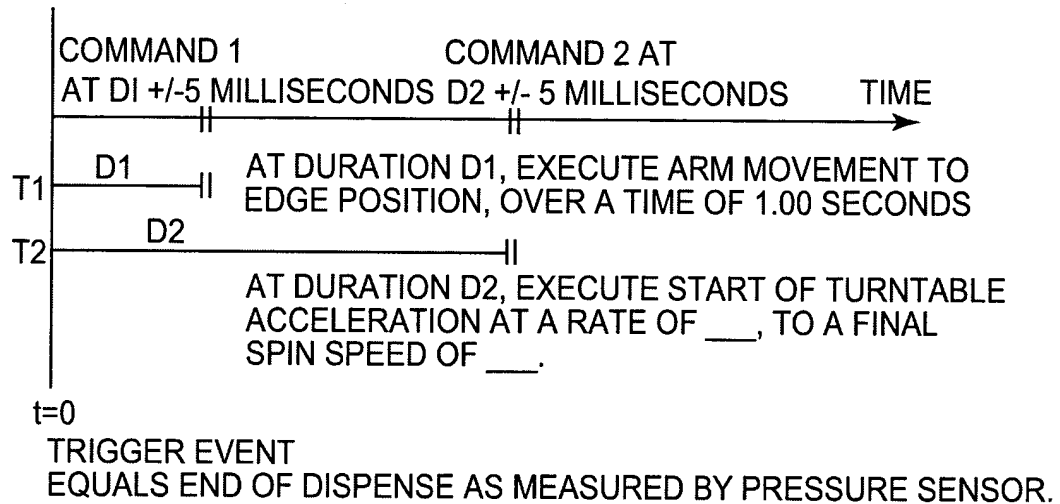 COMMAND 1
AT DI +/-5 MILLISECONDS
COMMAND 2 AT
D2 +/- 5 MILLISECONDS
TIME
T1
D1
AT DURATION D1, EXECUTE ARM MOVEMENT TO
EDGE POSITION, OVER A TIME OF 1.00 SECONDS
T2
D2
AT DURATION D2, EXECUTE START OF TURNTABLE
ACCELERATION AT A RATE OF ___, TO A FINAL
SPIN SPEED OF ___.
t=0
TRIGGER EVENT
EQUALS END OF DISPENSE AS MEASURED BY PRESSURE SENSOR